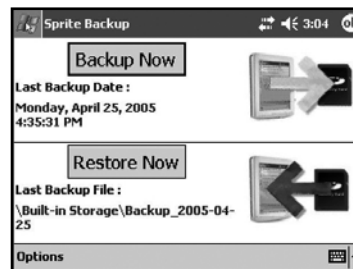 Sprite Backup 3:04 ok
Backup Now
Last Backup Date :
Monday, April 25, 2005
4:35:31 PM
Restore Now
Last Backup File :
\Built-in Storage\Backup_2005-04-
25
Options